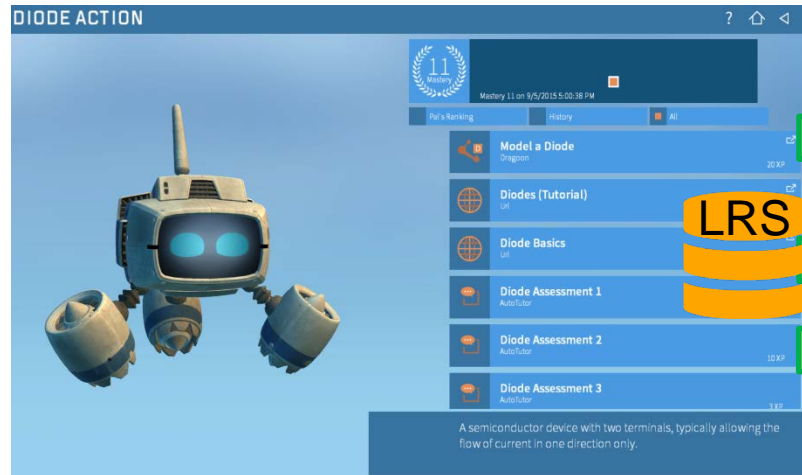 DIODE ACTION
?
11
Mastery
Mastery 11 on 9/5/2015 5:00:38 PM
Pal's Ranking
History
All
Model a Diode
Dragoon
20 XP
Diodes (Tutorial)
Url
LRS
Diode Basics
Url
Diode Assessment 1
AutoTutor
Diode Assessment 2
AutoTutor
10 XP
Diode Assessment 3
AutoTutor
A semiconductor device with two terminals, typically allowing the
flow of current in one direction only.